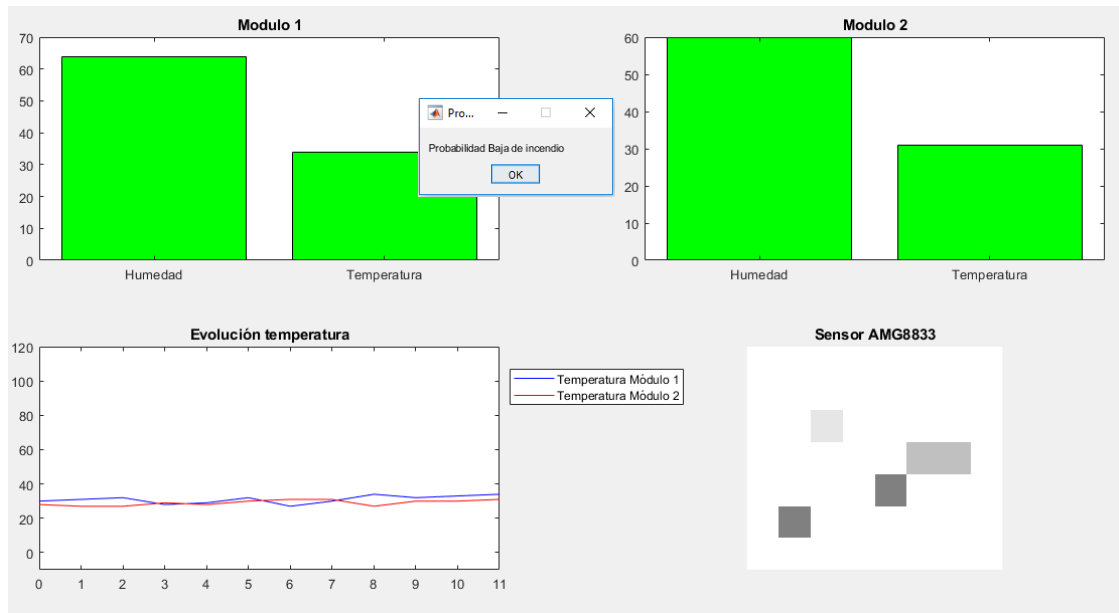 Modulo 1
70
60
50
40
30
20
10
0
Humedad
Temperatura
Pro...
Probabilidad Baja de incendio
OK
Modulo 2
60
50
40
30
20
10
0
Humedad
Temperatura
Evolución temperatura
120
100
80
60
40
20
0
0 1 2 3 4 5 6 7 8 9 10 11
Temperatura Módulo 1
Temperatura Módulo 2
Sensor AMG8833